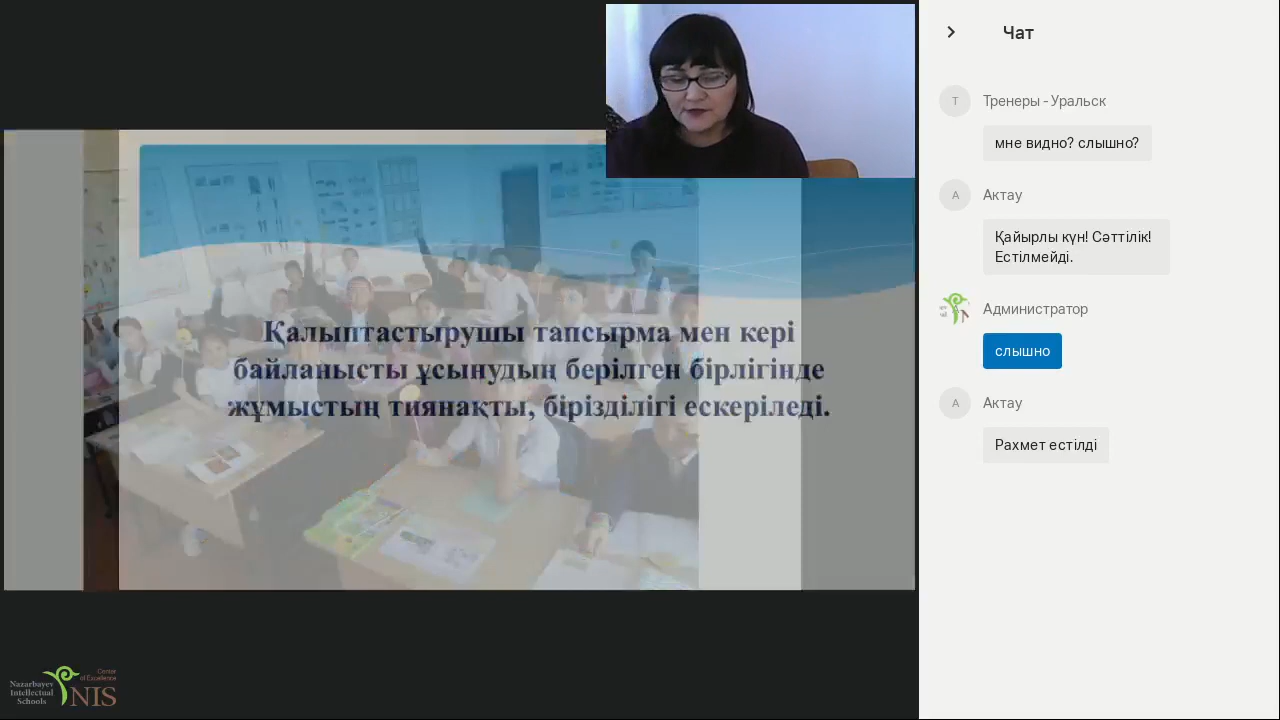 Қалыптастырушы тапсырма мен кері
байланысты ұсынудың берілген бірлігінде
жұмыстың тиянақты, бірізділігі ескеріледі.
Nazarbayev
Intellectual
Schools
NIS
Center
of Excellence
Чат
Т
Тренеры - Уральск
мне видно? слышно?
А
Актау
Қайырлы күн! Сәттілік!
Естілмейді.
Администратор
слышно
А
Актау
Рахмет естілді